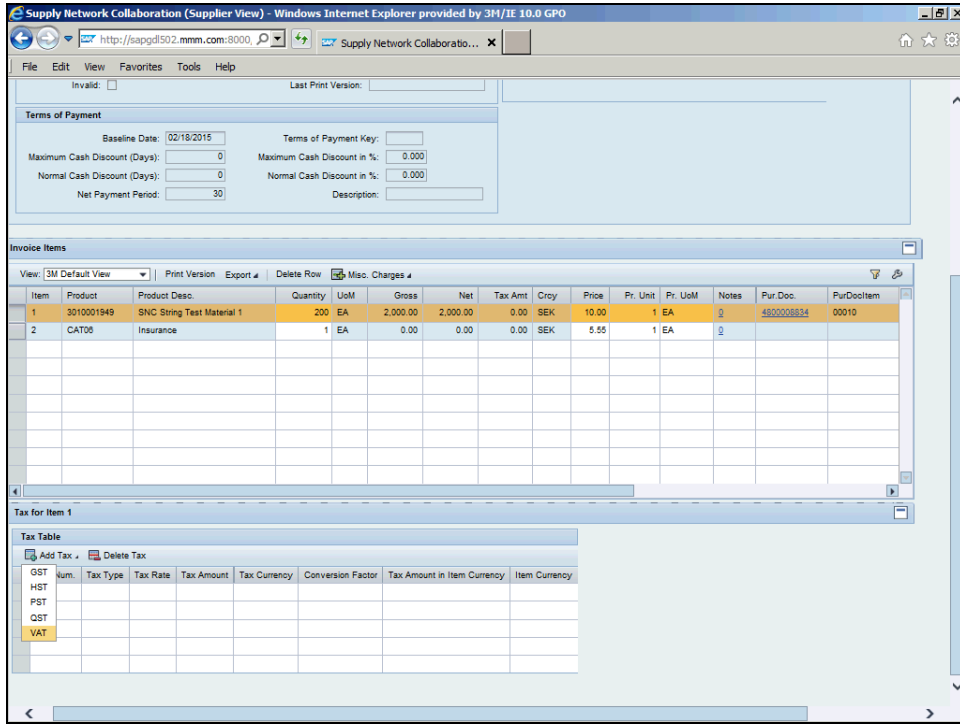 Supply Network Collaboration (Supplier View) - Windows Internet Explorer provided by 3M/IE 10.0 GPO
http://sapgdl502.mmm.com:8000, Supply Network Collaboratio...
File Edit View Favorites Tools Help
Invalid: Last Print Version:
Terms of Payment
Baseline Date: 02/18/2015 Terms of Payment Key:
Maximum Cash Discount (Days): 0 Maximum Cash Discount in %: 0.000
Normal Cash Discount (Days): 0 Normal Cash Discount in %: 0.000
Net Payment Period: 30 Description:
Invoice Items
View: 3M Default View Print Version Export Delete Row Misc. Charges
Item Product Product Desc. Quantity UoM Gross Net Tax Amt Crcy Price Pr. Unit Pr. UoM Notes Pur.Doc. PurDocItem
1 3010001949 SNC String Test Material 1 200 EA 2,000.00 2,000.00 0.00 SEK 10.00 1 EA 0 4800008834 00010
2 CAT06 Insurance 1 EA 0.00 0.00 0.00 SEK 5.55 1 EA 0
Tax for Item 1
Tax Table
Add Tax Delete Tax
GST Num. Tax Type Tax Rate Tax Amount Tax Currency Conversion Factor Tax Amount in Item Currency Item Currency
HST
PST
QST
VAT